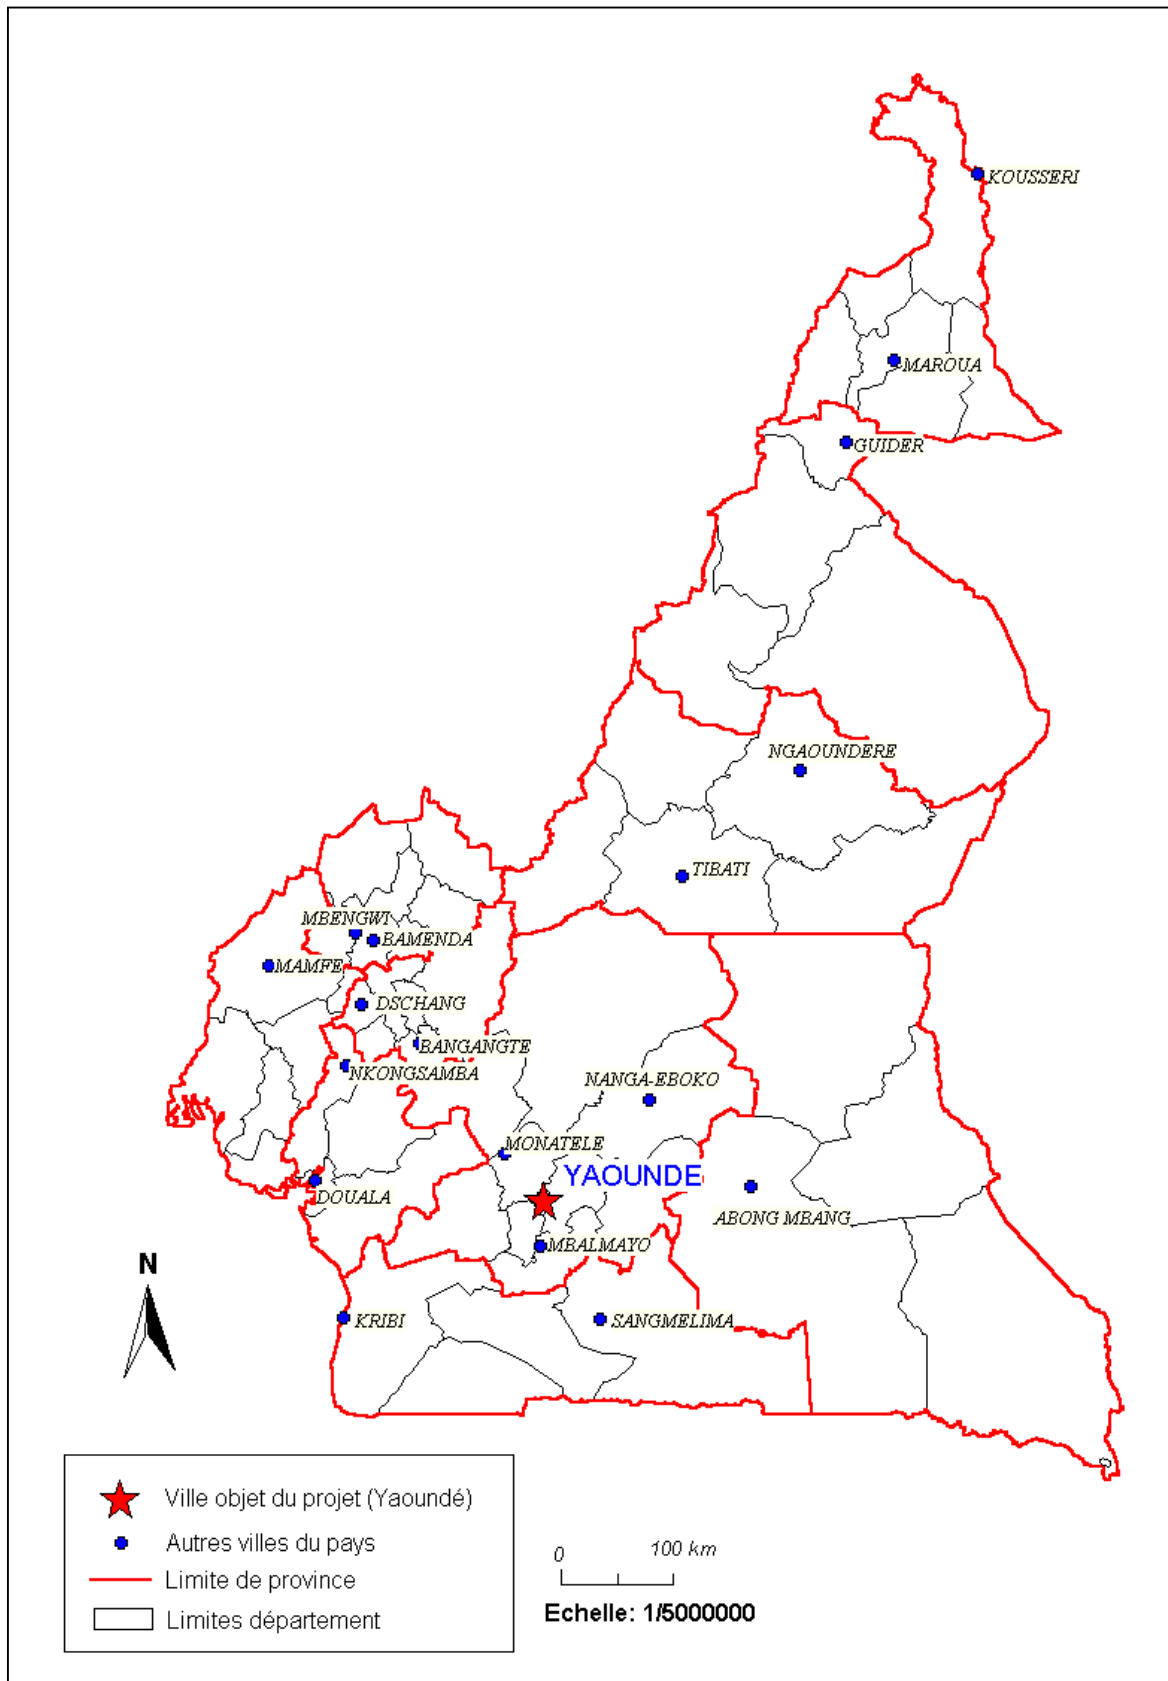 KOUSSERI
MAROUA
GUIDER
NGAOUNDERE
TIBATI
MBENGWI
BAMENDA
MAMFE
DSCHANG
BANGANGTE
NKONGSAMBA
NANGA-EBOKO
MONATELE
YAOUNDE
DOUALA
ABONG MBANG
MBALMAYO
KRIBI
SANGMELIMA
N
Ville objet du projet (Yaoundé)
Autres villes du pays
Limite de province
Limites département
0 100 km
Echelle: 1/5000000